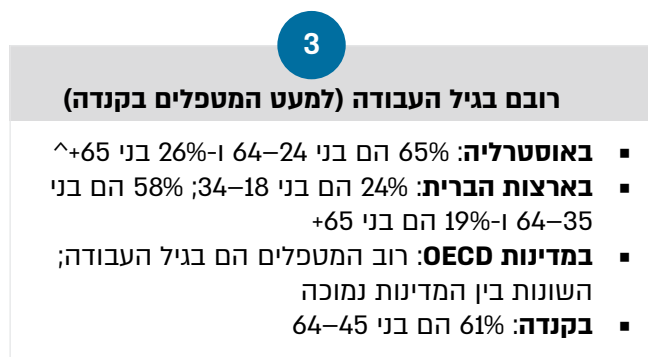 3
רובם בגיל העבודה (למעט המטפלים בקנדה)
▪ באוסטרליה: 65% הם בני 24–64 ו-26% בני 65+^
▪ בארצות הברית: 24% הם בני 18–34; 58% הם בני
35–64 ו-19% הם בני 65+
▪ במדינות OECD: רוב המטפלים הם בגיל העבודה;
השונות בין המדינות נמוכה
▪ בקנדה: 61% הם בני 45–64